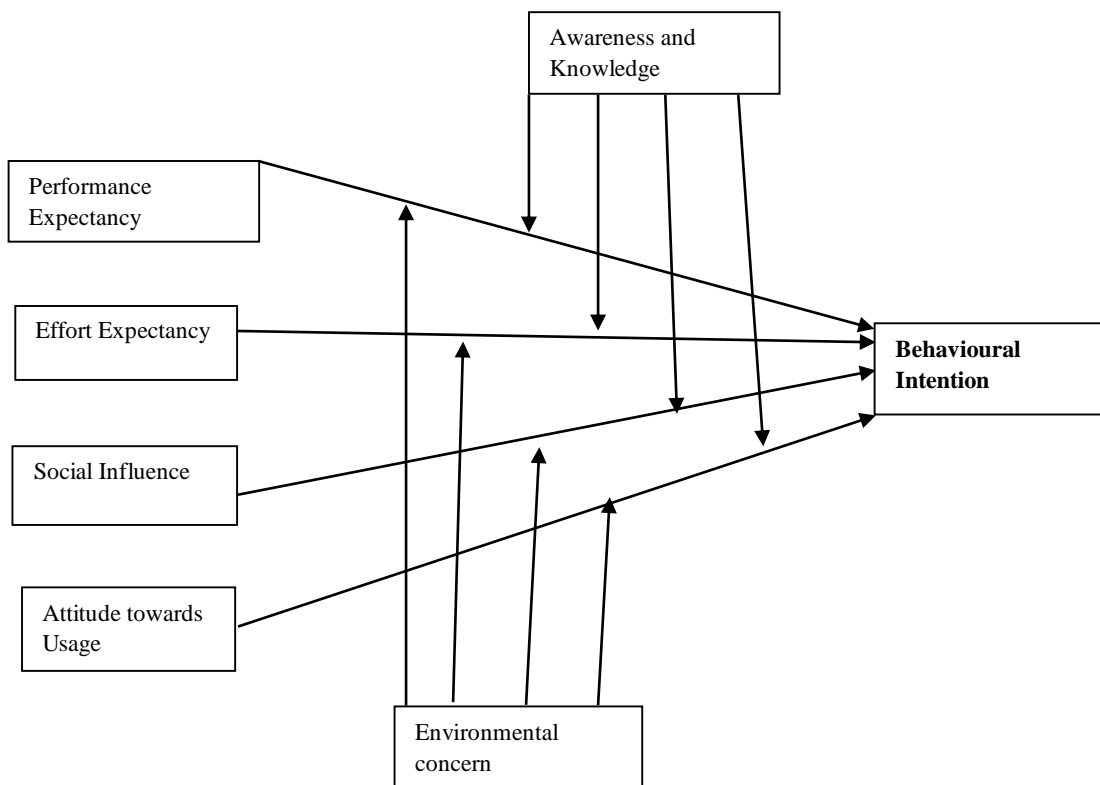 Awareness and
Knowledge
Performance
Expectancy
Effort Expectancy
Behavioural
Intention
Social Influence
Attitude towards
Usage
Environmental
concern